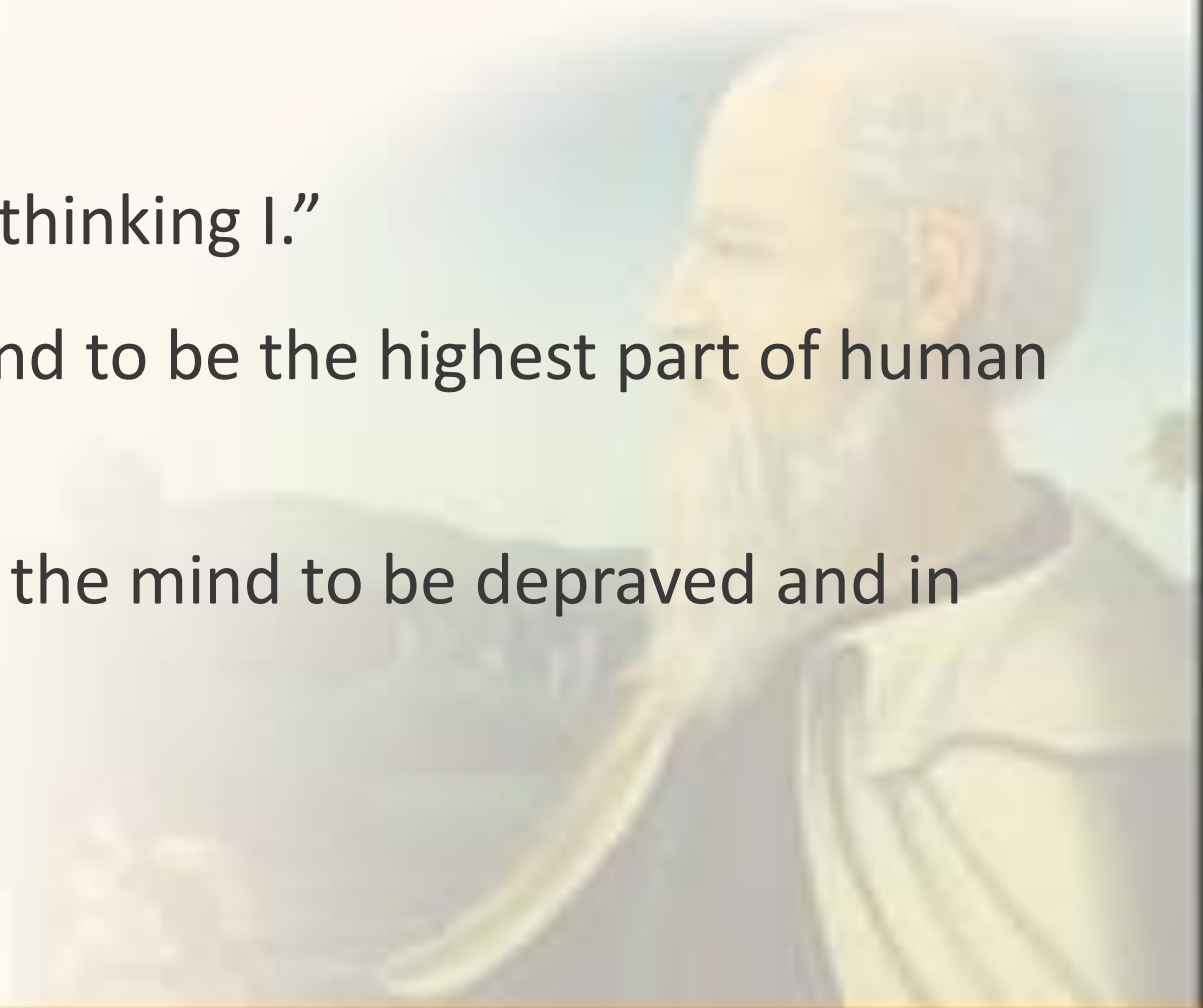 thinking I.”
nd to be the highest part of human
the mind to be depraved and in